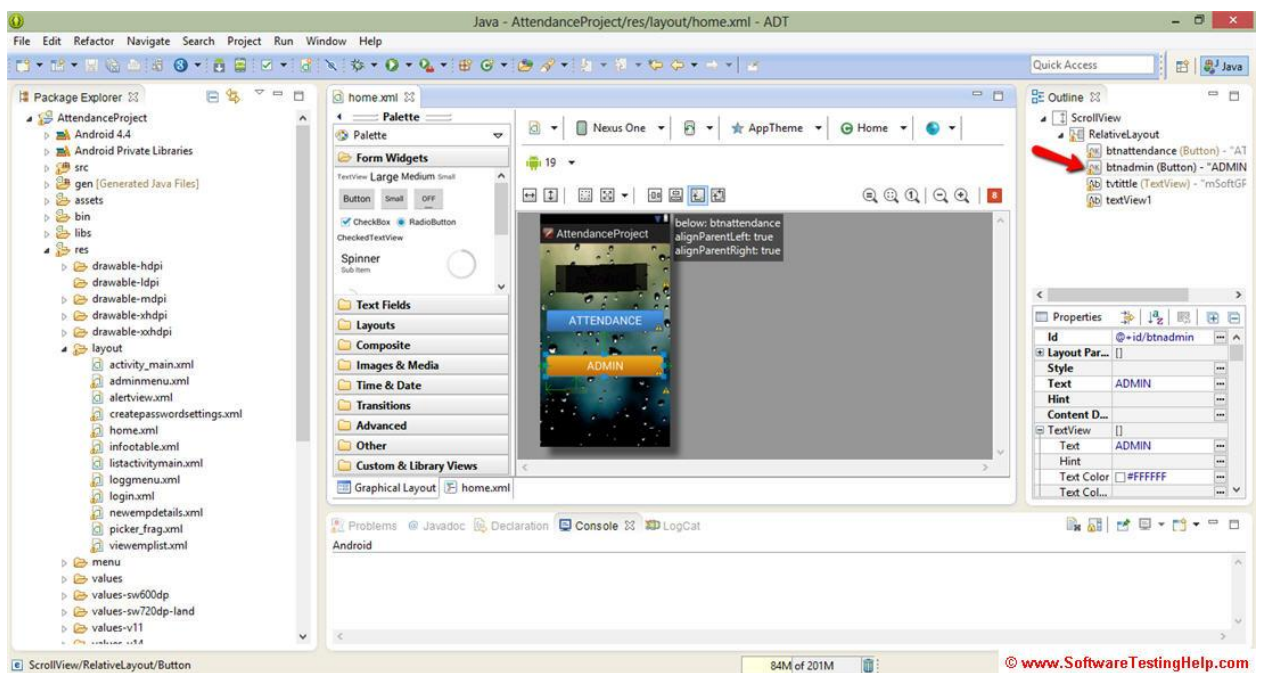 Java - AttendanceProject/res/layout/home.xml - ADT
File Edit Refactor Navigate Search Project Run Window Help
Quick Access
Java
Package Explorer
AttendanceProject
Android 4.4
Android Private Libraries
src
gen [Generated Java Files]
assets
bin
libs
res
drawable-hdpi
drawable-ldpi
drawable-mdpi
drawable-xhdpi
drawable-xxhdpi
layout
activity_main.xml
adminmenu.xml
alertview.xml
createpasswordsettings.xml
home.xml
infootable.xml
listactivitymain.xml
loggmenu.xml
login.xml
newempdetails.xml
picker_frag.xml
viewemplist.xml
menu
values
values-sw600dp
values-sw720dp-land
values-v11
values-v14
home.xml
Palette
Palette
Form Widgets
TextView Large Medium Small
Button Small OFF
CheckBox RadioButton
CheckedTextView
Spinner
Sub Item
Text Fields
Layouts
Composite
Images & Media
Time & Date
Transitions
Advanced
Other
Custom & Library Views
Graphical Layout home.xml
Nexus One AppTheme Home
19
8
AttendanceProject
below: btnattendance
alignParentLeft: true
alignParentRight: true
ATTENDANCE
ADMIN
Outline
ScrollView
RelativeLayout
btnattendance (Button) - "AT
btnadmin (Button) - "ADMIN
Ab tvtittle (TextView) - "mSoftGF
Ab textView1
Properties
Id @+id/btnadmin
Layout Par... []
Style
Text ADMIN
Hint
Content D...
TextView []
Text ADMIN
Hint
Text Color #FFFFFF
Text Col...
Problems @ Javadoc Declaration Console LogCat
Android
ScrollView/RelativeLayout/Button
84M of 201M
© www.SoftwareTestingHelp.com